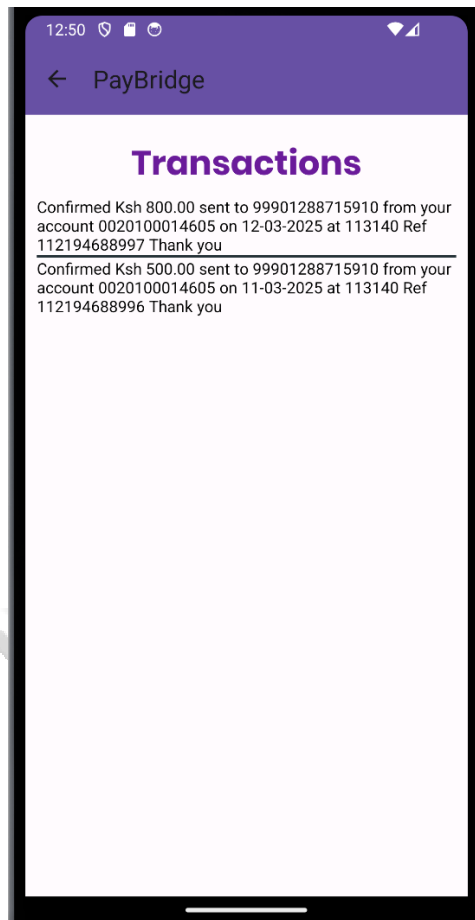 12:50
PayBridge
Transactions
Confirmed Ksh 800.00 sent to 99901288715910 from your
account 0020100014605 on 12-03-2025 at 113140 Ref
112194688997 Thank you
Confirmed Ksh 500.00 sent to 99901288715910 from your
account 0020100014605 on 11-03-2025 at 113140 Ref
112194688996 Thank you